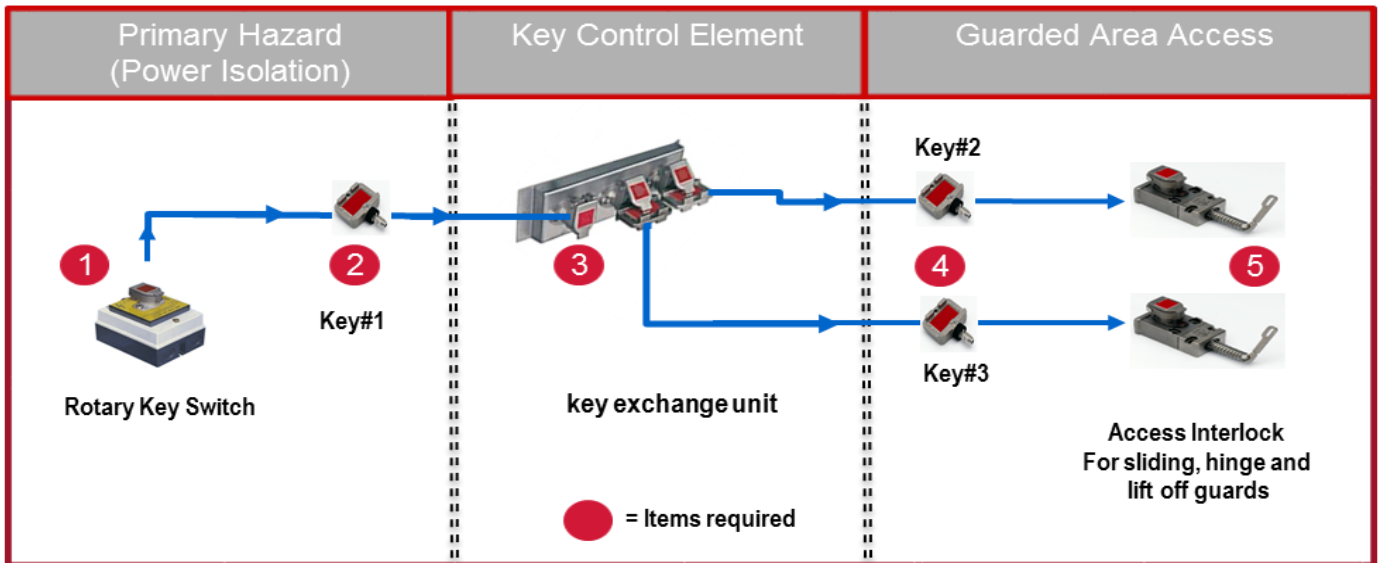 Primary Hazard
(Power Isolation)
Key Control Element
Guarded Area Access
Key#2
1
2
3
4
5
Key#1
Key#3
Rotary Key Switch
key exchange unit
Access Interlock
For sliding, hinge and
lift off guards
= Items required